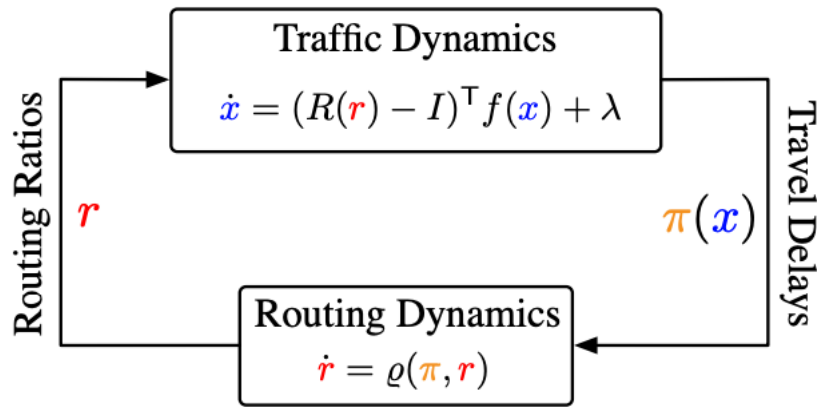 Traffic Dynamics
ẋ = (R(r) − I)ᵀf(x) + λ
Routing Ratios
r
π(x)
Travel Delays
Routing Dynamics
ṙ = ϱ(π, r)